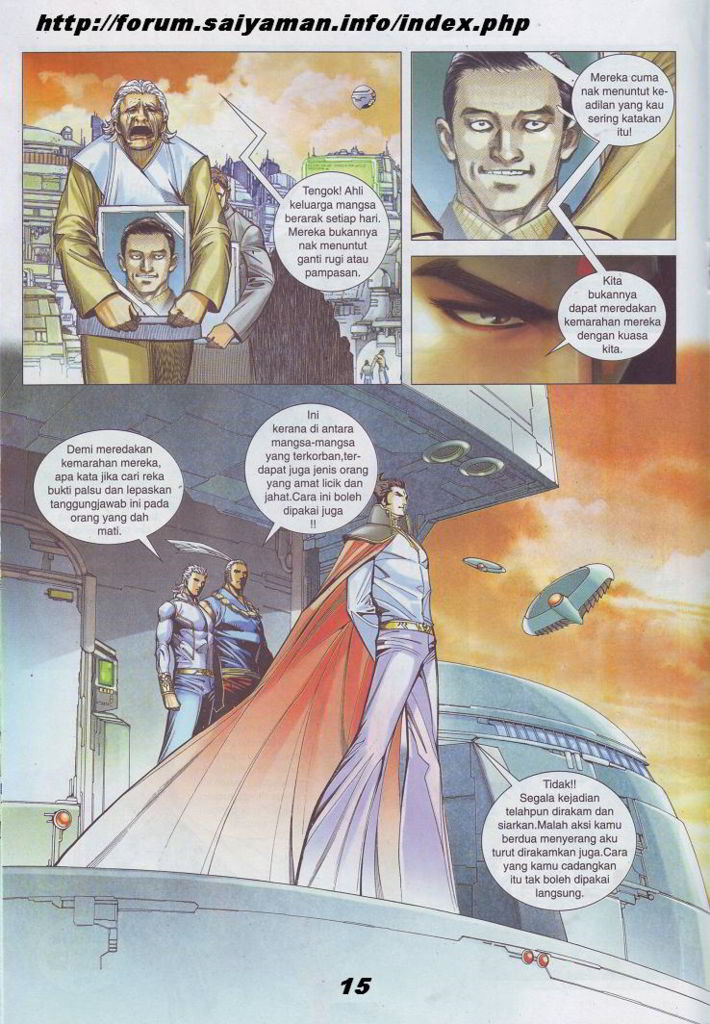 http://forum.saiyaman.info/index.php
Tengok! Ahli
keluarga mangsa
berarak setiap hari.
Mereka bukannya
nak menuntut
ganti rugi atau
pampasan.
Mereka cuma
nak menuntut ke-
adilan yang kau
sering katakan
itu!
Kita
bukannya
dapat meredakan
kemarahan mereka
dengan kuasa
kita.
Demi meredakan
kemarahan mereka,
apa kata jika cari reka
bukti palsu dan lepaskan
tanggungjawab ini pada
orang yang dah
mati.
Ini
kerana di antara
mangsa-mangsa
yang terkorban,ter-
dapat juga jenis orang
yang amat licik dan
jahat.Cara ini boleh
dipakai juga
!!
Tidak!!
Segala kejadian
telahpun dirakam dan
siarkan.Malah aksi kamu
berdua menyerang aku
turut dirakamkan juga.Cara
yang kamu cadangkan
itu tak boleh dipakai
langsung.
15